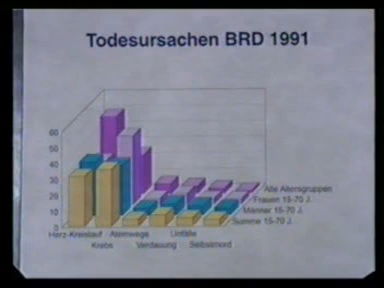 Todesursachen BRD 1991
60
50
40
30
20
10
0
Herz-Kreislauf
Krebs
Atemwege
Verdauung
Unfälle
Selbstmord
Alle Altersgruppen
Frauen 15-70 J.
Männer 15-70 J.
Summe 15-70 J.